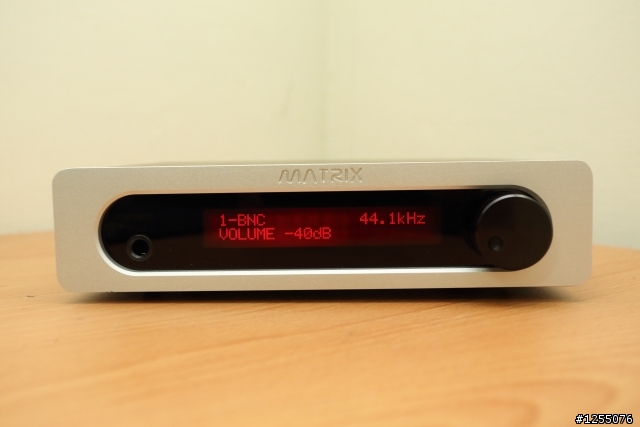 MATRIX
1-BNC 44.1kHz
VOLUME -40dB
#1255076